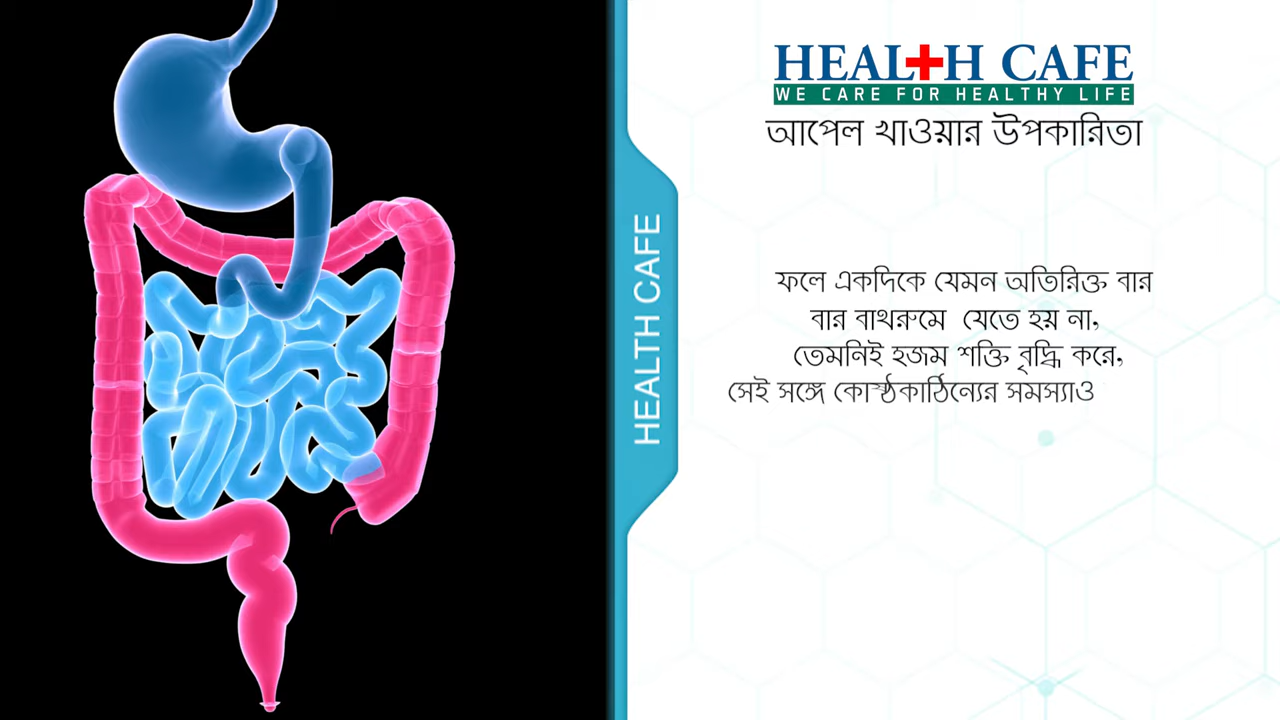 HEALTH CAFE
WE CARE FOR HEALTHY LIFE
আপেল খাওয়ার উপকারিতা
HEALTH CAFE
ফলে একদিকে যেমন অতিরিক্ত বার
বার বাথরুমে যেতে হয় না,
তেমনিই হজম শক্তি বৃদ্ধি করে,
সেই সঙ্গে কোষ্ঠকাঠিন্যের সমস্যাও